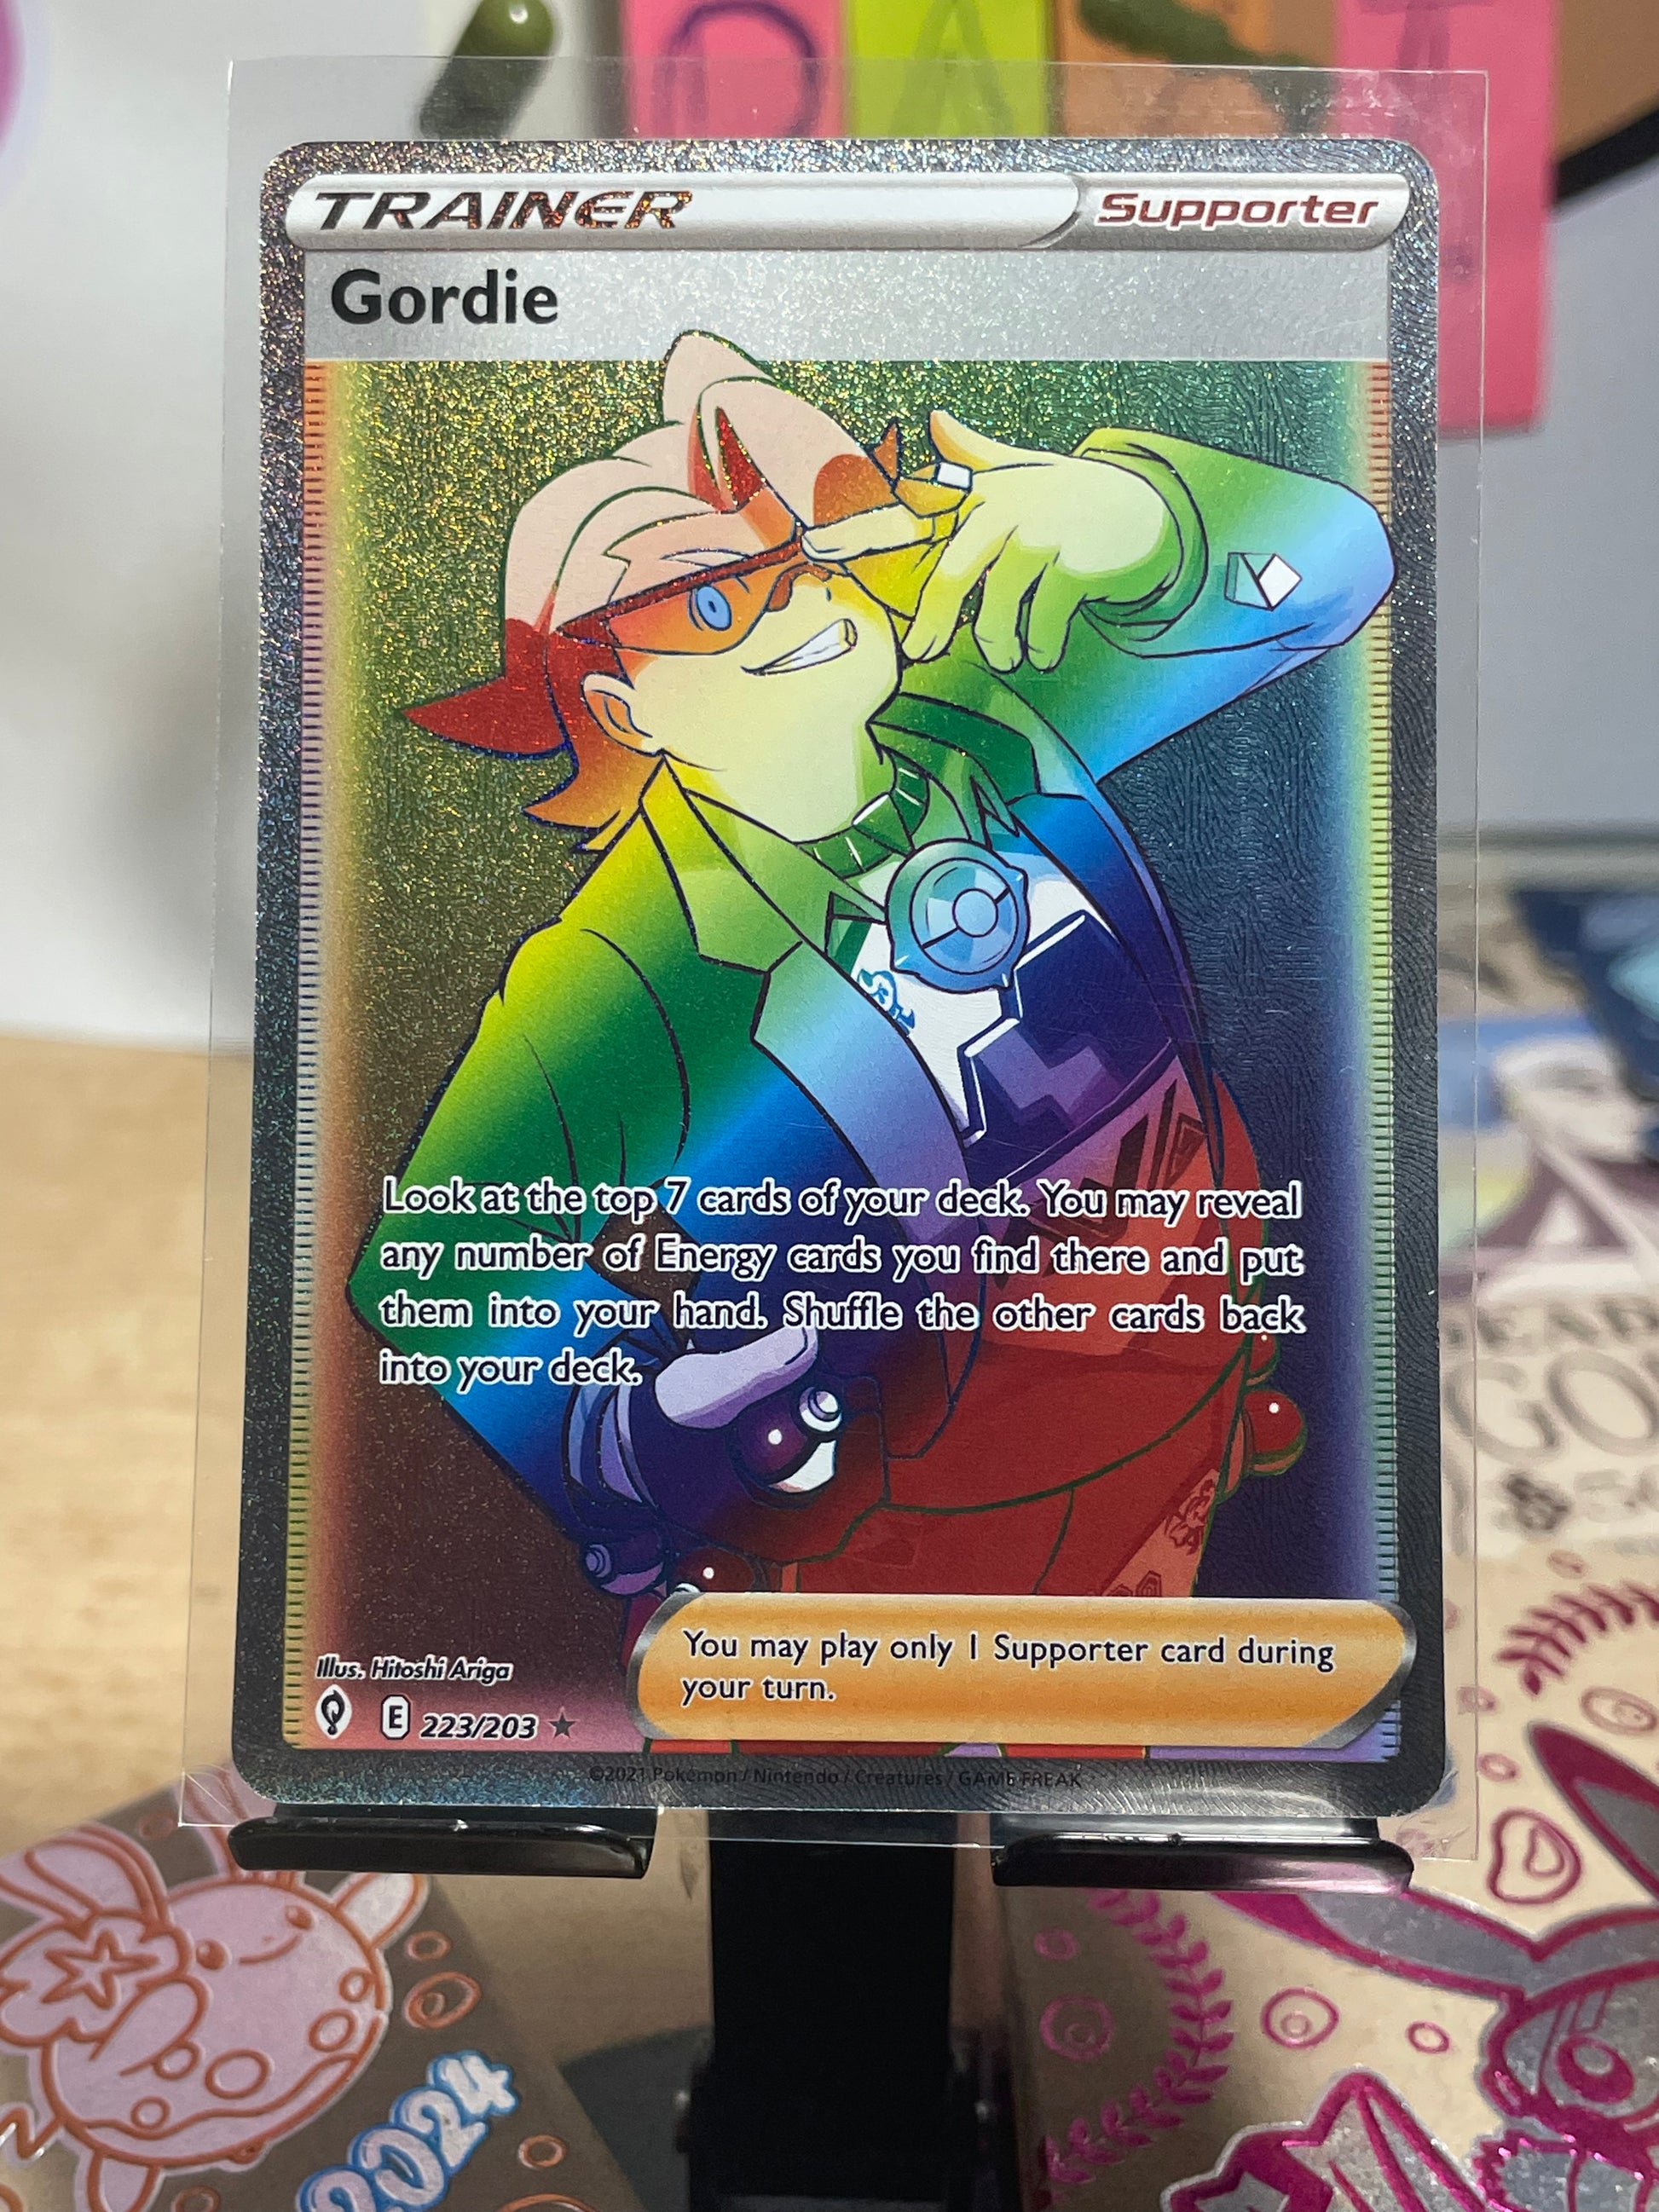 TRAINER Supporter
Gordie
Look at the top 7 cards of your deck. You may reveal
any number of Energy cards you find there and put
them into your hand. Shuffle the other cards back
into your deck.
You may play only 1 Supporter card during
your turn.
Illus. Hitoshi Ariga
E 223/203
©2021 Pokémon / Nintendo / Creatures / GAME FREAK
2024